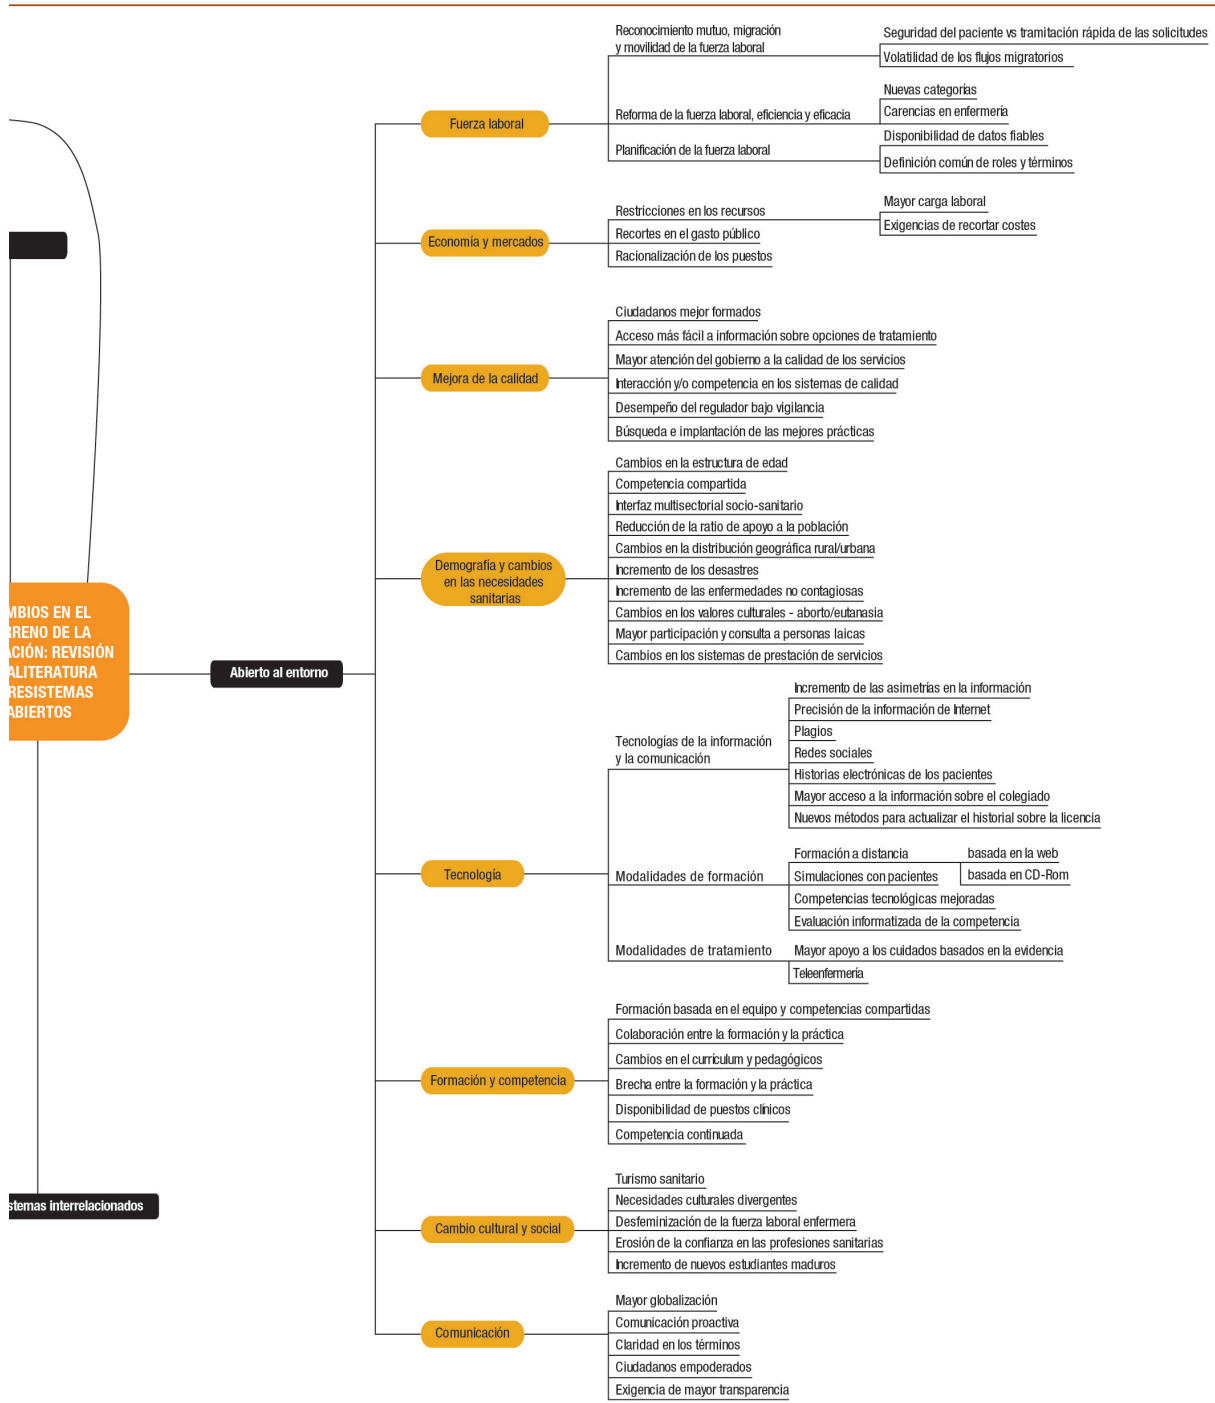 Reconocimiento mutuo, migración
y movilidad de la fuerza laboral
Seguridad del paciente vs tramitación rápida de las solicitudes
Volatilidad de los flujos migratorios
Fuerza laboral
Reforma de la fuerza laboral, eficiencia y eficacia
Nuevas categorías
Carencias en enfermería
Planificación de la fuerza laboral
Disponibilidad de datos fiables
Definición común de roles y términos
Economía y mercados
Restricciones en los recursos
Mayor carga laboral
Exigencias de recortar costes
Recortes en el gasto público
Racionalización de los puestos
Mejora de la calidad
Ciudadanos mejor formados
Acceso más fácil a información sobre opciones de tratamiento
Mayor atención del gobierno a la calidad de los servicios
Interacción y/o competencia en los sistemas de calidad
Desempeño del regulador bajo vigilancia
Búsqueda e implantación de las mejores prácticas
Demografía y cambios
en las necesidades
sanitarias
Cambios en la estructura de edad
Competencia compartida
Interfaz multisectorial socio-sanitario
Reducción de la ratio de apoyo a la población
Cambios en la distribución geográfica rural/urbana
Incremento de los desastres
Incremento de las enfermedades no contagiosas
Cambios en los valores culturales - aborto/eutanasia
Mayor participación y consulta a personas laicas
Cambios en los sistemas de prestación de servicios
MBIOS EN EL
RRENO DE LA
ACIÓN: REVISIÓN
ALITERATURA
RESISTEMAS
ABIERTOS
Abierto al entorno
Tecnología
Tecnologías de la información
y la comunicación
Incremento de las asimetrías en la información
Precisión de la información de Internet
Plagios
Redes sociales
Historias electrónicas de los pacientes
Mayor acceso a la información sobre el colegiado
Nuevos métodos para actualizar el historial sobre la licencia
Modalidades de formación
Formación a distancia
basada en la web
basada en CD-Rom
Simulaciones con pacientes
Competencias tecnológicas mejoradas
Evaluación informatizada de la competencia
Modalidades de tratamiento
Mayor apoyo a los cuidados basados en la evidencia
Teleenfermería
Formación y competencia
Formación basada en el equipo y competencias compartidas
Colaboración entre la formación y la práctica
Cambios en el currículum y pedagógicos
Brecha entre la formación y la práctica
Disponibilidad de puestos clínicos
Competencia continuada
stemas interrelacionados
Cambio cultural y social
Turismo sanitario
Necesidades culturales divergentes
Desfeminización de la fuerza laboral enfermera
Erosión de la confianza en las profesiones sanitarias
Incremento de nuevos estudiantes maduros
Comunicación
Mayor globalización
Comunicación proactiva
Claridad en los términos
Ciudadanos empoderados
Exigencia de mayor transparencia